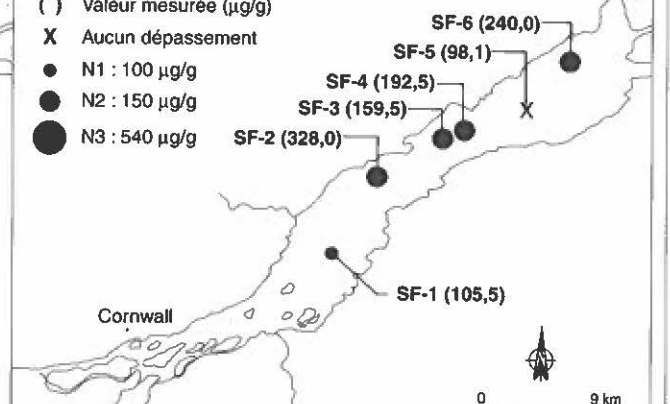 ( ) Valeur mesurée (µg/g)
X Aucun dépassement
N1 : 100 µg/g
N2 : 150 µg/g
N3 : 540 µg/g
SF-6 (240,0)
SF-5 (98,1)
SF-4 (192,5)
SF-3 (159,5)
SF-2 (328,0)
X
SF-1 (105,5)
Cornwall
0 9 km